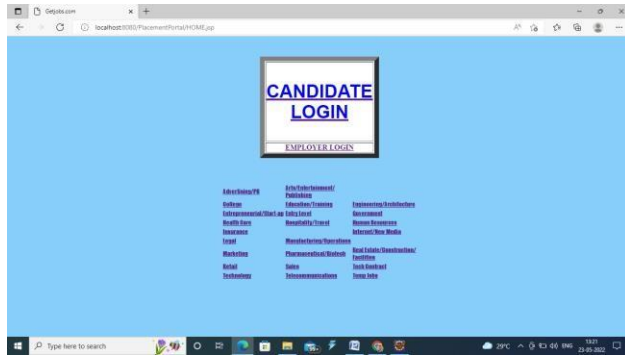 Getjobs.com
localhost:8080/PlacementPortal/HOME.jsp
CANDIDATE
LOGIN
EMPLOYER LOGIN
Advertising/PR Arts/Entertainment/
Publishing
College Education/Training Engineering/Architecture
Entrepreneurial/Start-up Entry Level Government
Health Care Hospitality/Travel Human Resources
Insurance Internet/New Media
Legal Manufacturing/Operations
Marketing Pharmaceutical/Biotech Real Estate/Construction/
Facilities
Retail Sales Tech Contract
Technology Telecommunications Temp Jobs
Type here to search
29°C ENG 13:21
23-05-2022